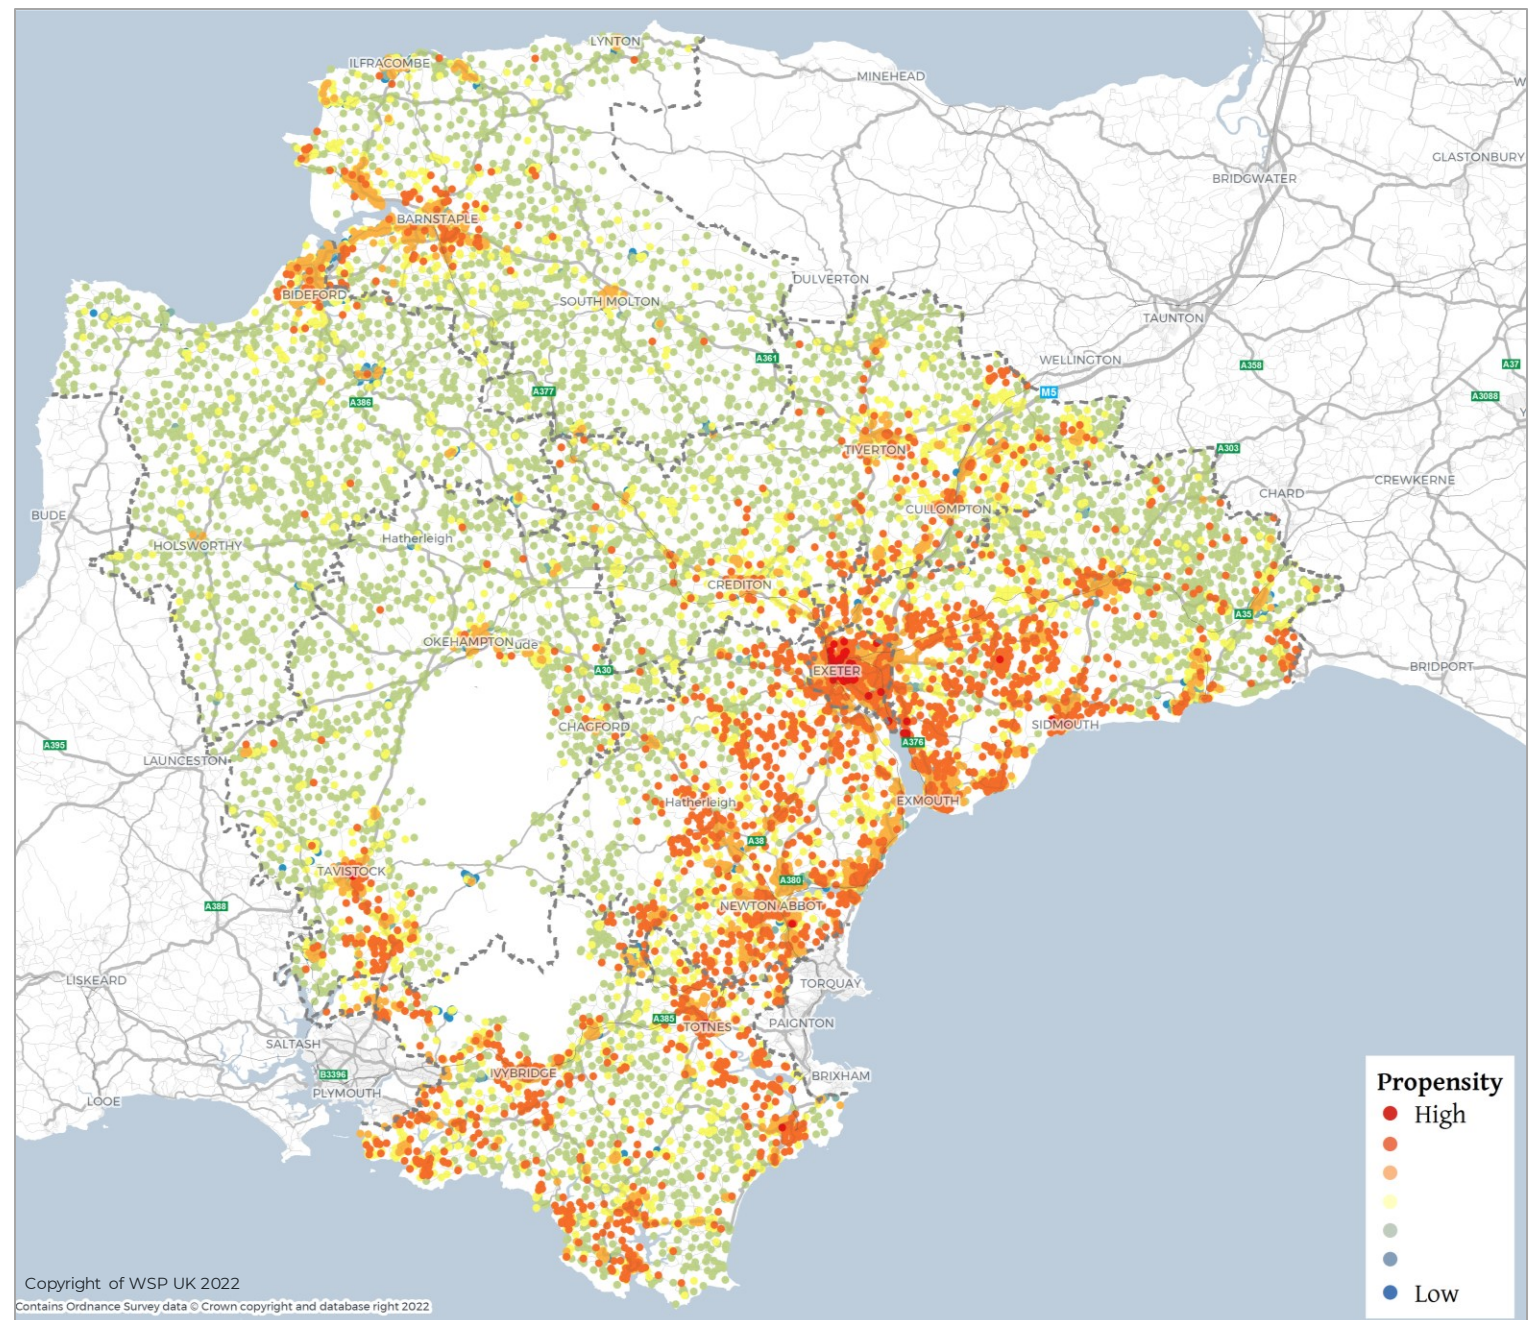 LYNTON
ILFRACOMBE
MINEHEAD
GLASTONBURY
BRIDGWATER
BARNSTAPLE
DULVERTON
BIDEFORD
SOUTH MOLTON
TAUNTON
A361
WELLINGTON
A358
A37
A377
M5
A386
A3088
TIVERTON
A303
CREWKERNE
CHARD
CULLOMPTON
BUDE
Hatherleigh
HOLSWORTHY
CREDITON
A35
OKEHAMPTON
ude
A30
EXETER
BRIDPORT
CHAGFORD
SIDMOUTH
A395
A376
LAUNCESTON
Hatherleigh
EXMOUTH
A38
TAVISTOCK
A380
A388
NEWTON ABBOT
LISKEARD
TORQUAY
A385
TOTNES
PAIGNTON
SALTASH
IVYBRIDGE
B3396
BRIXHAM
PLYMOUTH
LOOE
Propensity
High
Low
Copyright of WSP UK 2022
Contains Ordnance Survey data © Crown copyright and database right 2022